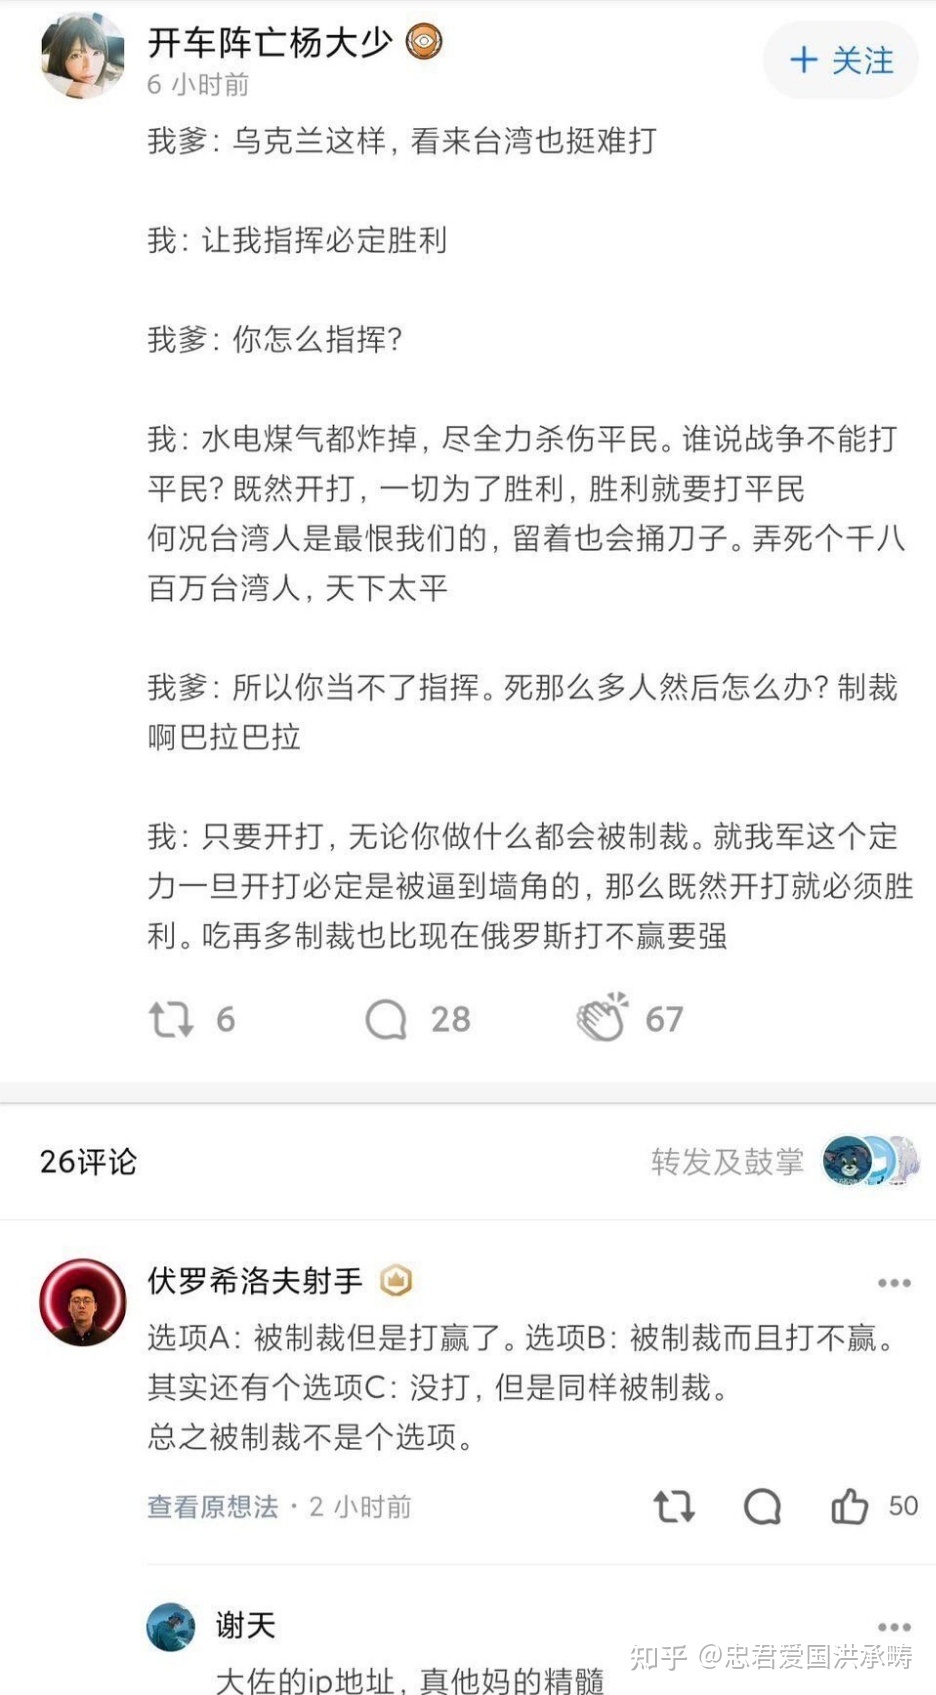 开车阵亡杨大少
6 小时前
+ 关注
我爹：乌克兰这样，看来台湾也挺难打
我：让我指挥必定胜利
我爹：你怎么指挥？
我：水电煤气都炸掉，尽全力杀伤平民。谁说战争不能打
平民？既然开打，一切为了胜利，胜利就要打平民
何况台湾人是最恨我们的，留着也会捅刀子。弄死个千八
百万台湾人，天下太平
我爹：所以你当不了指挥。死那么多人然后怎么办？制裁
啊巴拉巴拉
我：只要开打，无论你做什么都会被制裁。就我军这个定
力一旦开打必定是被逼到墙角的，那么既然开打就必须胜
利。吃再多制裁也比现在俄罗斯打不赢要强
6 28 67
26评论
转发及鼓掌
伏罗希洛夫射手
选项A：被制裁但是打赢了。选项B：被制裁而且打不赢。
其实还有个选项C：没打，但是同样被制裁。
总之被制裁不是个选项。
查看原想法 · 2 小时前
50
谢天
大佐的ip地址，真他妈的精髓
知乎 @忠君爱国洪承畴